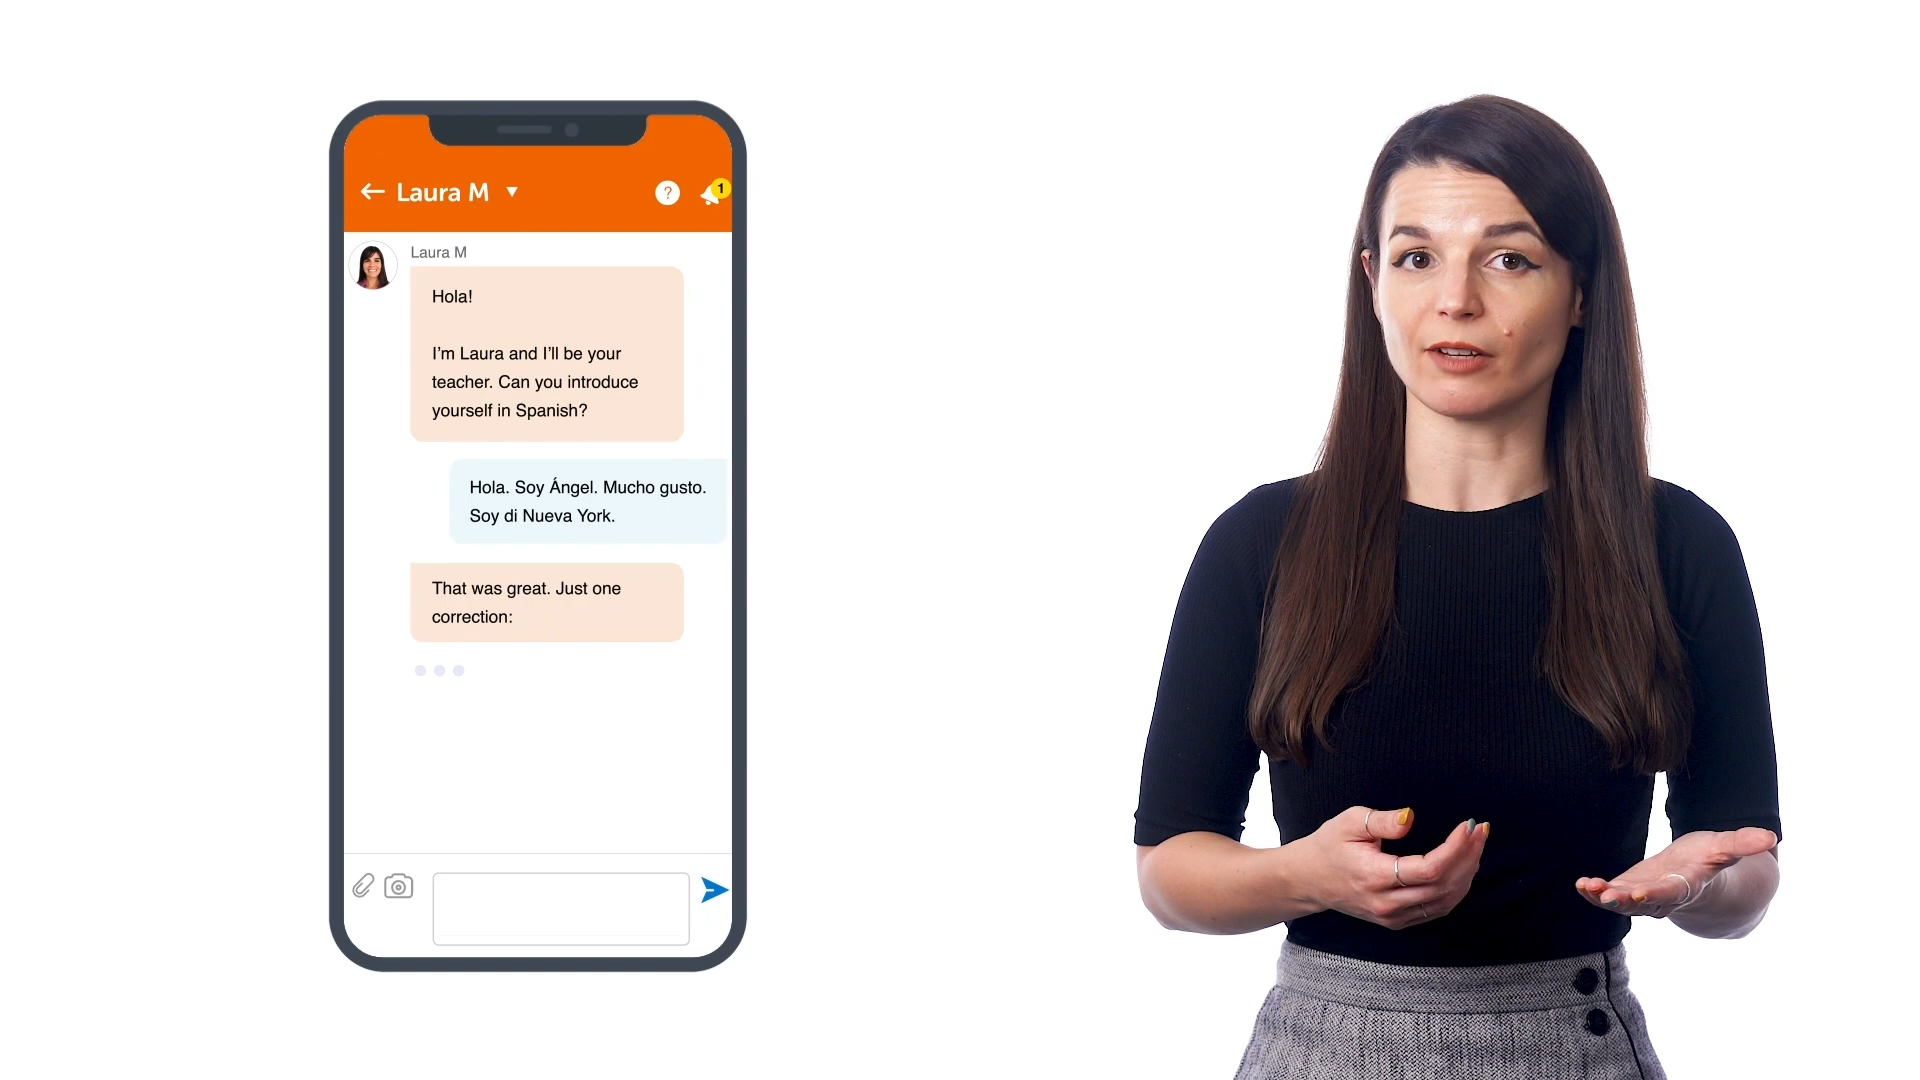 Laura M
?
1
Laura M
Hola!
I'm Laura and I'll be your
teacher. Can you introduce
yourself in Spanish?
Hola. Soy Ángel. Mucho gusto.
Soy di Nueva York.
That was great. Just one
correction: